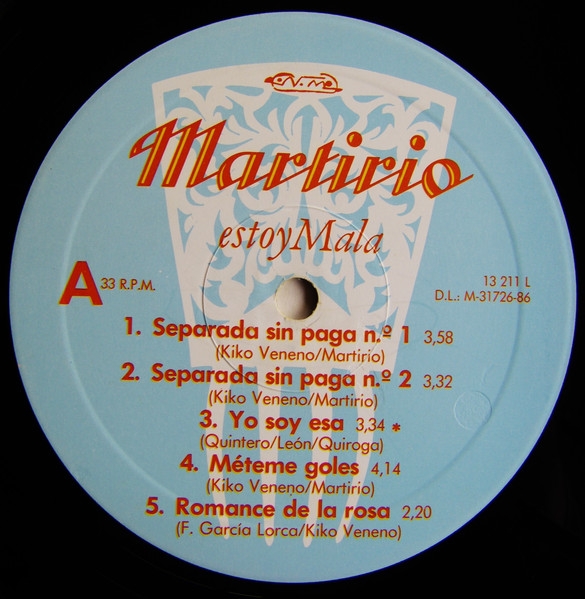 Martirio
estoyMala
A 33 R.P.M.
13 211 L
D.L.: M-31726-86
1. Separada sin paga n.º 1 3,58
(Kiko Veneno/Martirio)
2. Separada sin paga n.º 2 3,32
(Kiko Veneno/Martirio)
3. Yo soy esa 3,34 *
(Quintero/León/Quiroga)
4. Méteme goles 4,14
(Kiko Veneno/Martirio)
5. Romance de la rosa 2,20
(F. García Lorca/Kiko Veneno)